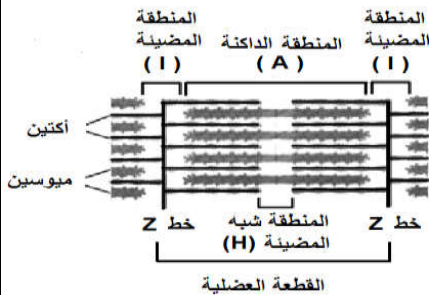 المنطقة
المضيئة
( I )
المنطقة الداكنة
( A )
المنطقة
المضيئة
( I )
أكتين
ميوسين
خط Z
المنطقة شبه
المضيئة (H)
خط Z
القطعة العضلية